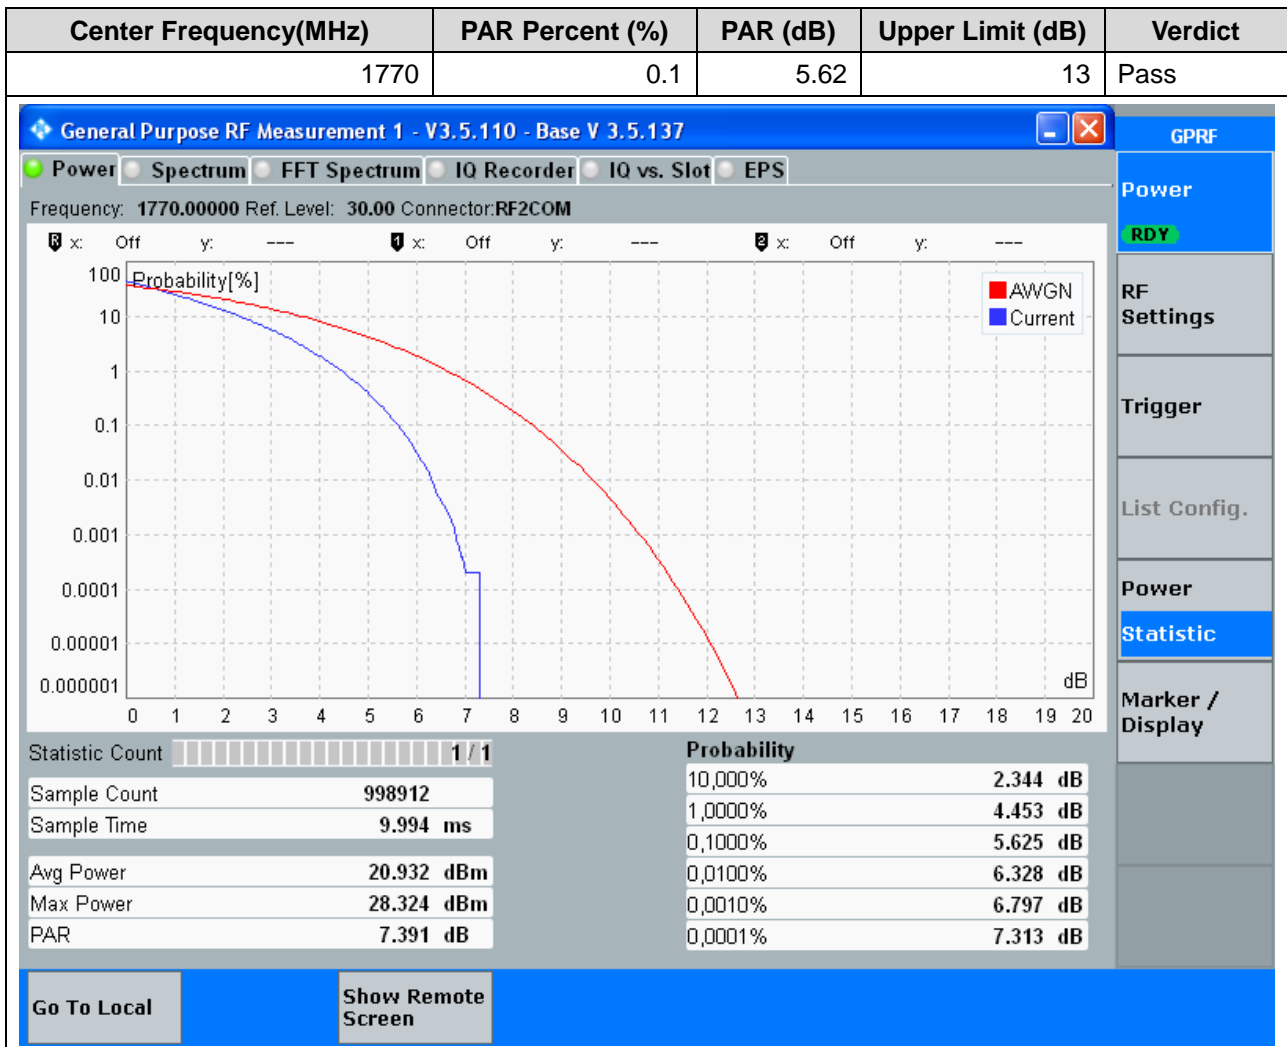 Center Frequency(MHz) PAR Percent (%) PAR (dB) Upper Limit (dB) Verdict
1770 0.1 5.62 13 Pass
General Purpose RF Measurement 1 - V3.5.110 - Base V 3.5.137
GPRF
Power Spectrum FFT Spectrum IQ Recorder IQ vs. Slot EPS
Power
RDY
Frequency: 1770.00000 Ref. Level: 30.00 Connector:RF2COM
R x: Off y: --- 1 x: Off y: --- 2 x: Off y: ---
Probability[%]
AWGN
Current
100
10
1
0.1
0.01
0.001
0.0001
0.00001
0.000001
dB
0 1 2 3 4 5 6 7 8 9 10 11 12 13 14 15 16 17 18 19 20
RF
Settings
Trigger
List Config.
Power
Statistic
Marker /
Display
Statistic Count 1 / 1
Sample Count 998912
Sample Time 9.994 ms
Avg Power 20.932 dBm
Max Power 28.324 dBm
PAR 7.391 dB
Probability
10,000% 2.344 dB
1,0000% 4.453 dB
0,1000% 5.625 dB
0,0100% 6.328 dB
0,0010% 6.797 dB
0,0001% 7.313 dB
Go To Local
Show Remote
Screen